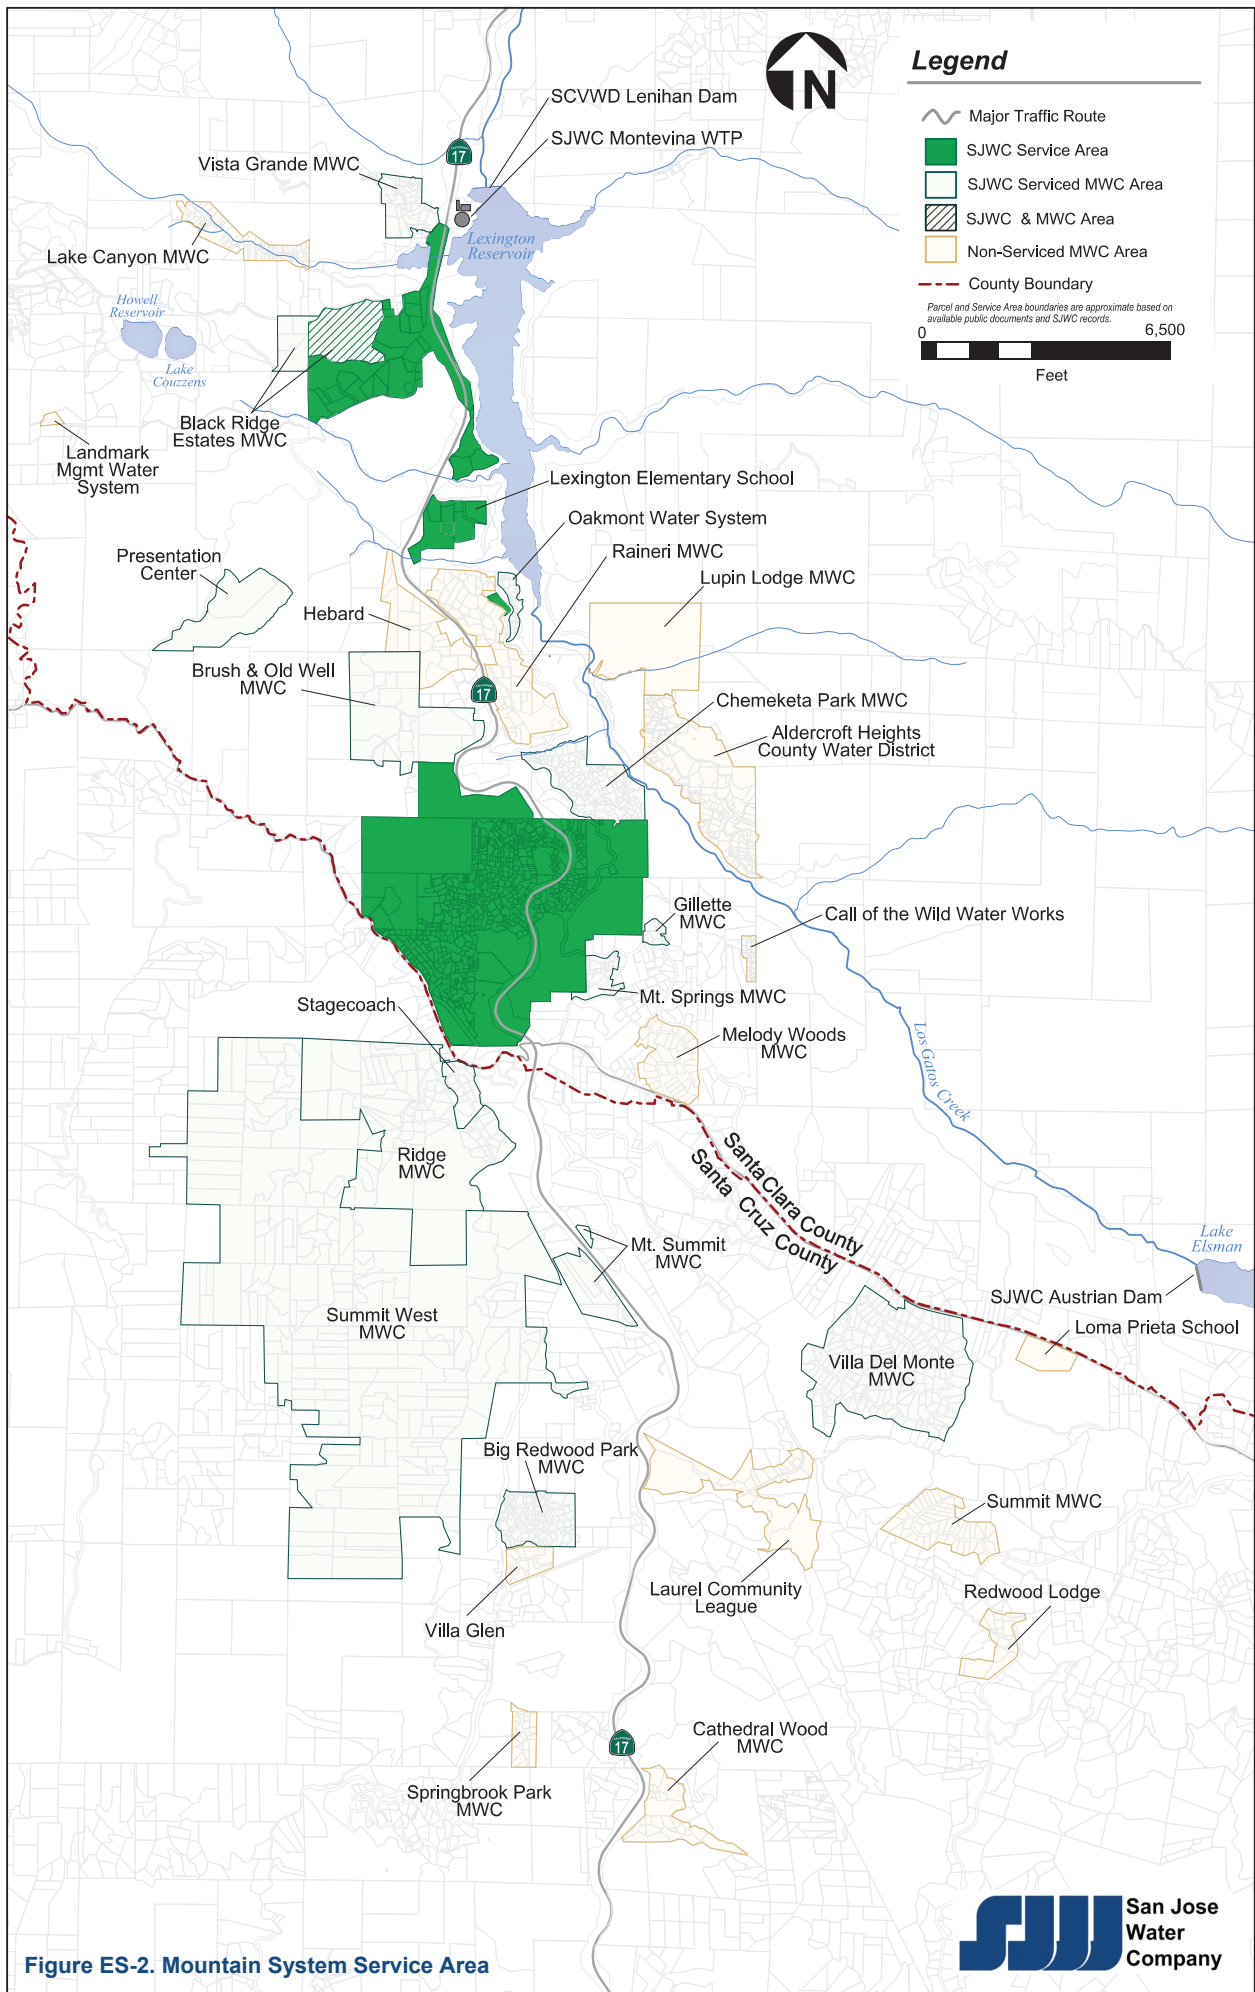 Legend
Major Traffic Route
SJWC Service Area
SJWC Serviced MWC Area
SJWC & MWC Area
Non-Serviced MWC Area
County Boundary
Parcel and Service Area boundaries are approximate based on
available public documents and SJWC records.
0 6,500
Feet
N
SCVWD Lenihan Dam
SJWC Montevina WTP
17
Vista Grande MWC
Lake Canyon MWC
Lexington
Reservoir
Howell
Reservoir
Lake
Couzzens
Black Ridge
Estates MWC
Landmark
Mgmt Water
System
Lexington Elementary School
Oakmont Water System
Raineri MWC
Lupin Lodge MWC
Presentation
Center
Hebard
Brush & Old Well
MWC
17
Chemeketa Park MWC
Aldercroft Heights
County Water District
Gillette
MWC
Call of the Wild Water Works
Mt. Springs MWC
Stagecoach
Melody Woods
MWC
Los Gatos Creek
Ridge
MWC
Santa Clara County
Santa Cruz County
Mt. Summit
MWC
Lake
Elsman
SJWC Austrian Dam
Loma Prieta School
Summit West
MWC
Villa Del Monte
MWC
Big Redwood Park
MWC
Summit MWC
Laurel Community
League
Redwood Lodge
Villa Glen
17
Cathedral Wood
MWC
Springbrook Park
MWC
SJW
San Jose
Water
Company
Figure ES-2. Mountain System Service Area